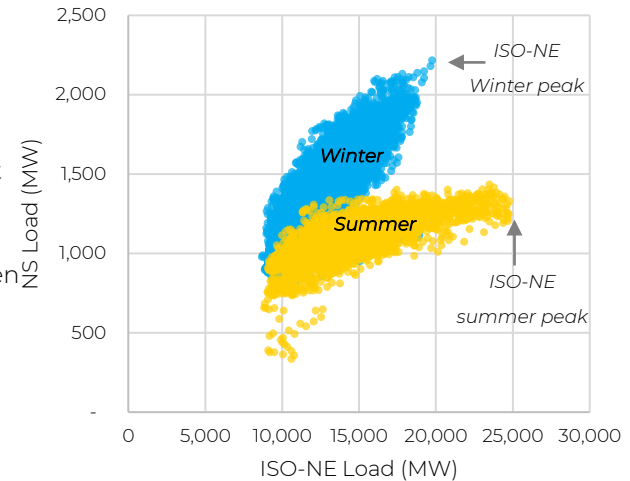 2,500
2,000
1,500
1,000
500
-
NS Load (MW)
en
ISO-NE
Winter peak
Winter
Summer
ISO-NE
summer peak
0 5,000 10,000 15,000 20,000 25,000 30,000
ISO-NE Load (MW)